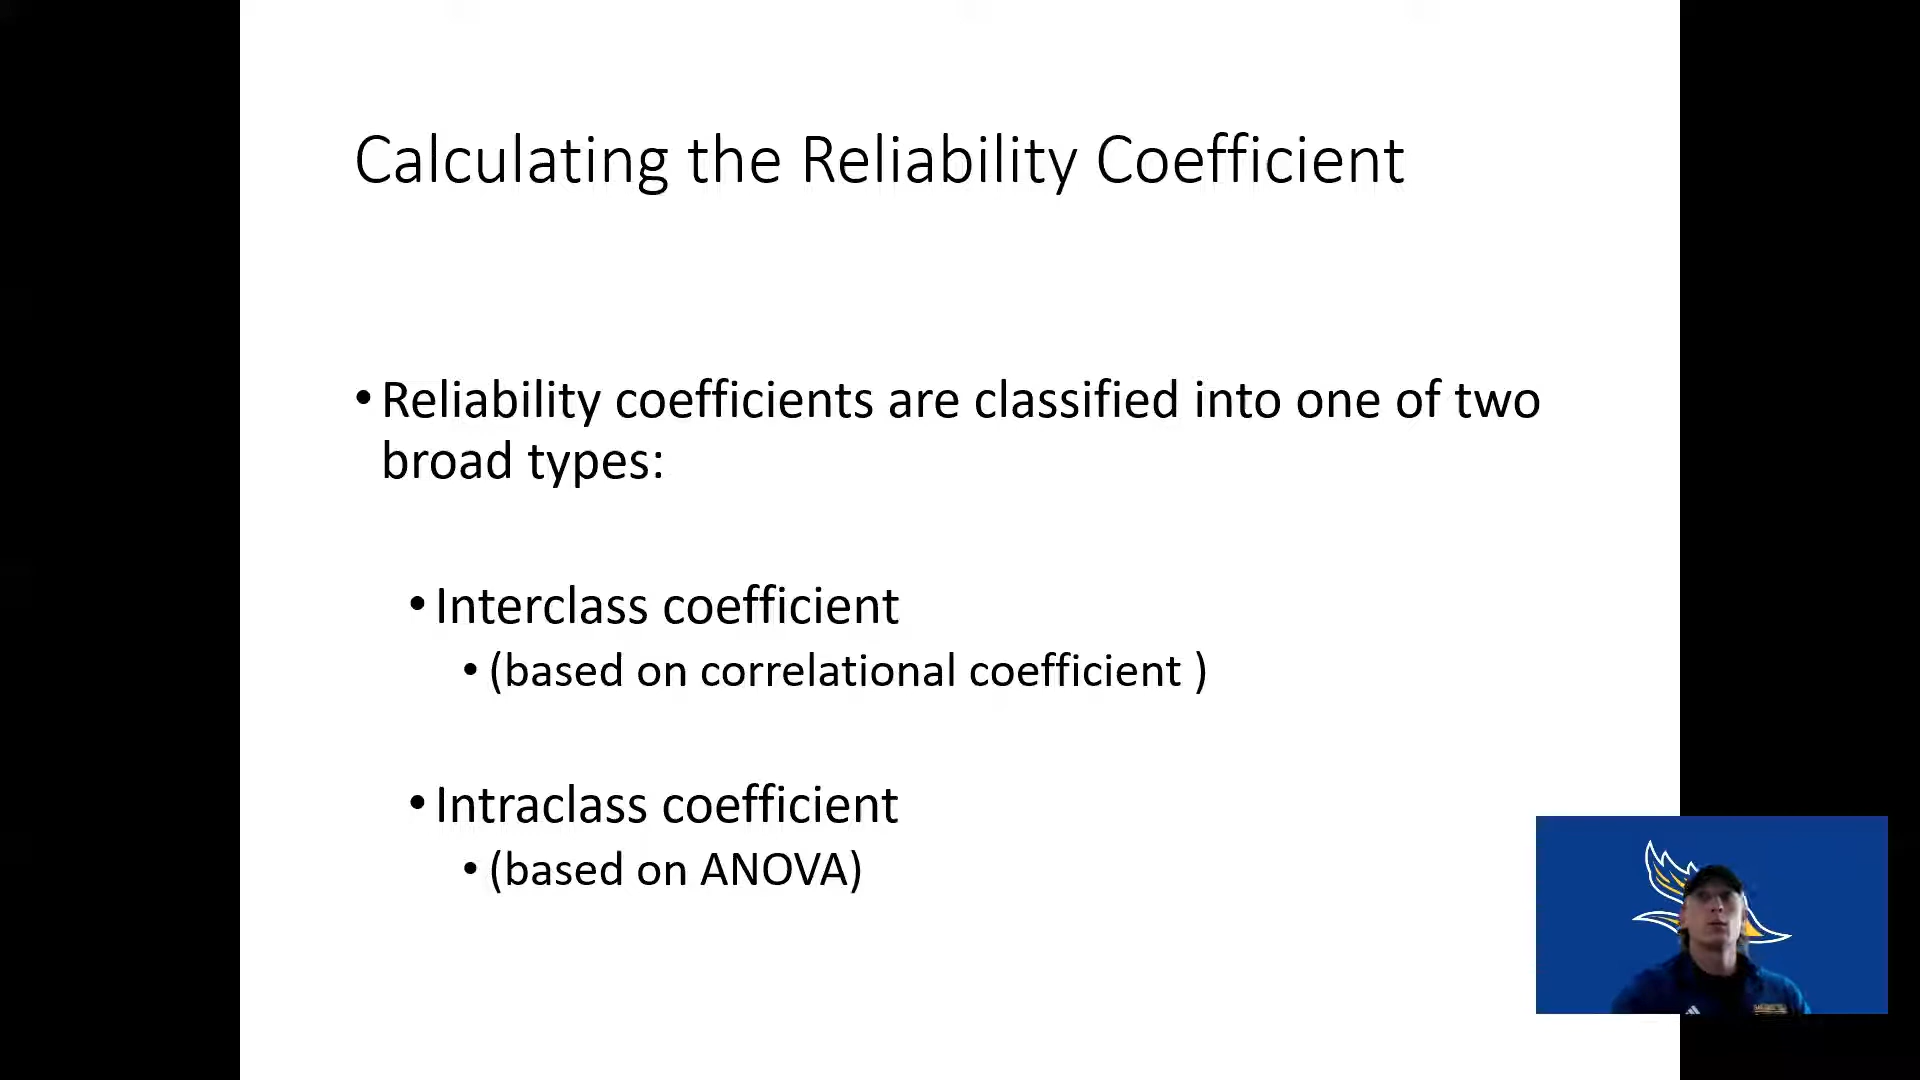 Calculating the Reliability Coefficient
• Reliability coefficients are classified into one of two
broad types:
• Interclass coefficient
• (based on correlational coefficient )
• Intraclass coefficient
• (based on ANOVA)